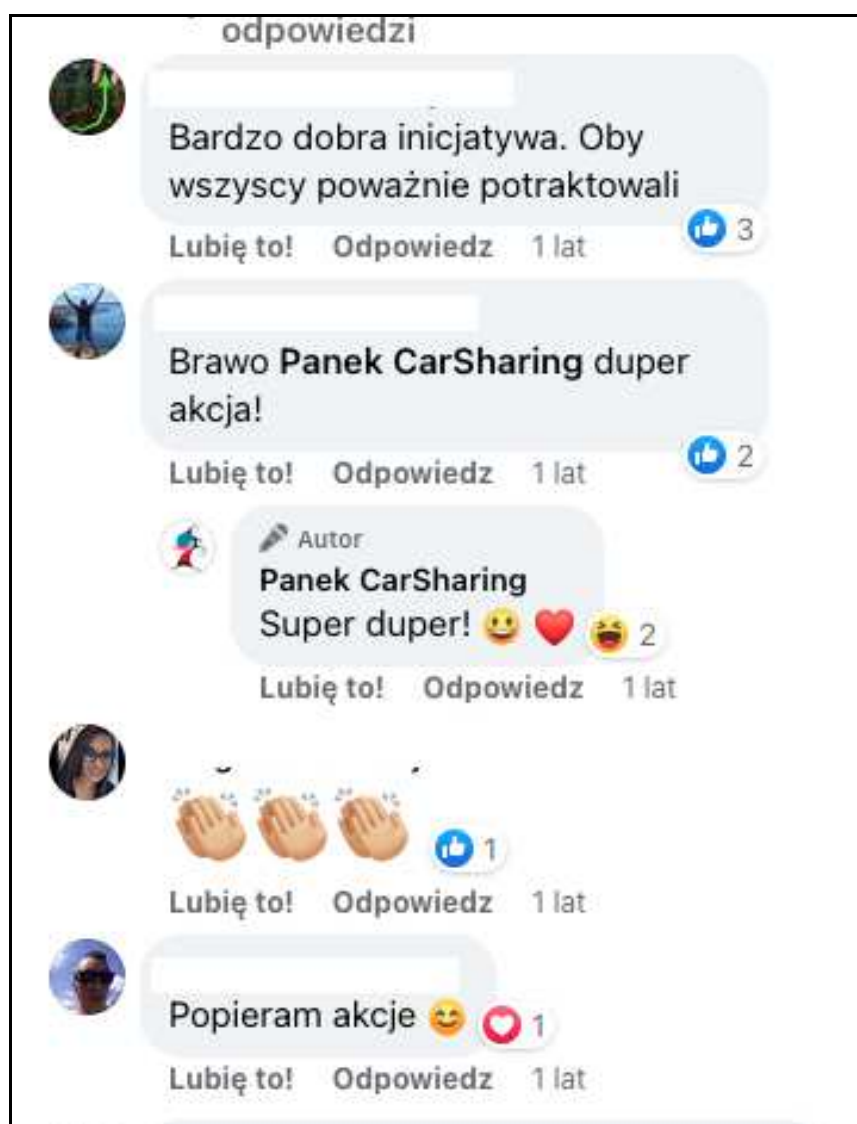 odpowiedzi
Bardzo dobra inicjatywa. Oby
wszyscy poważnie potraktowali
3
Lubię to! Odpowiedz 1 lat
Brawo Panek CarSharing duper
akcja!
2
Lubię to! Odpowiedz 1 lat
Autor
Panek CarSharing
Super duper! 😃 ❤️ 2
Lubię to! Odpowiedz 1 lat
👏🏼👏🏼👏🏼 1
Lubię to! Odpowiedz 1 lat
Popieram akcje 😊 1
Lubię to! Odpowiedz 1 lat